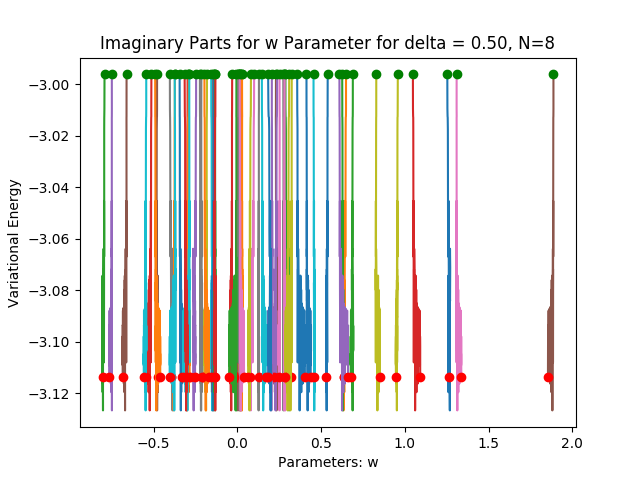 Imaginary Parts for w Parameter for delta = 0.50, N=8
Variational Energy
−3.00
−3.02
−3.04
−3.06
−3.08
−3.10
−3.12
−0.5 0.0 0.5 1.0 1.5 2.0
Parameters: w